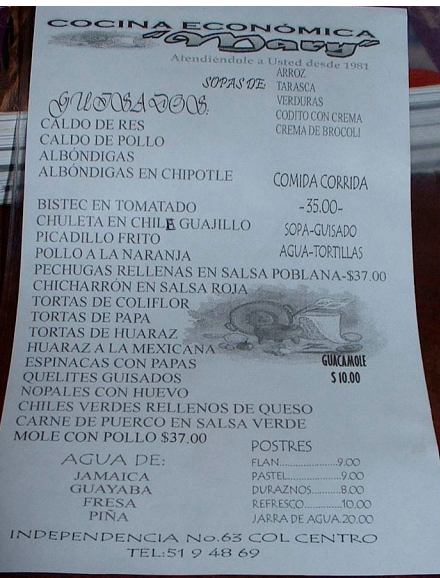 COCINA ECONÓMICA
"Mary"
Atendiendole a Usted desde 1981
SOPAS DE:
ARROZ
TARASCA
VERDURAS
CODITO CON CREMA
CREMA DE BROCOLI
GUISADOS:
CALDO DE RES
CALDO DE POLLO
ALBÓNDIGAS
ALBÓNDIGAS EN CHIPOTLE
COMIDA CORRIDA
-35.00-
SOPA-GUISADO
AGUA-TORTILLAS
BISTEC EN TOMATADO
CHULETA EN CHILE GUAJILLO
PICADILLO FRITO
POLLO A LA NARANJA
PECHUGAS RELLENAS EN SALSA POBLANA-$37.00
CHICHARRÓN EN SALSA ROJA
TORTAS DE COLIFLOR
TORTAS DE PAPA
TORTAS DE HUARAZ
HUARAZ A LA MEXICANA
ESPINACAS CON PAPAS
QUELITES GUISADOS
NOPALES CON HUEVO
CHILES VERDES RELLENOS DE QUESO
CARNE DE PUERCO EN SALSA VERDE
MOLE CON POLLO $37.00
GUACAMOLE
$ 10.00
AGUA DE:
JAMAICA
GUAYABA
FRESA
PIÑA
POSTRES
FLAN.....................9.00
PASTEL...................9.00
DURAZNOS.........8.00
REFRESCO............10.00
JARRA DE AGUA.20.00
INDEPENDENCIA No.63 COL CENTRO
TEL:51 9 48 69